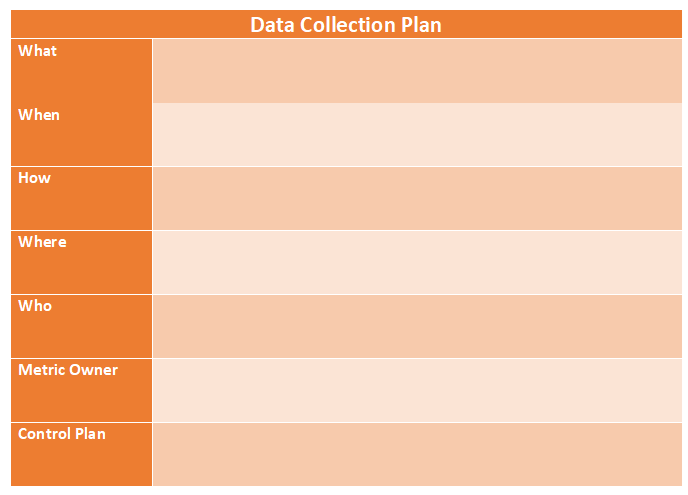 Data Collection Plan
What
When
How
Where
Who
Metric Owner
Control Plan